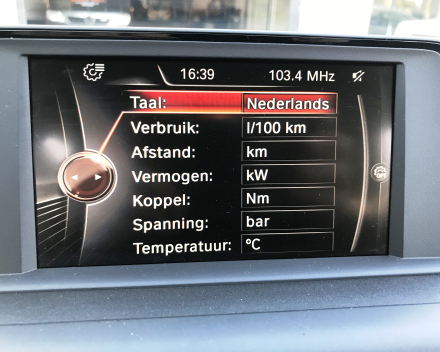 16:39 103.4 MHz
Taal: Nederlands
Verbruik: l/100 km
Afstand: km
Vermogen: kW
Koppel: Nm
Spanning: bar
Temperatuur: °C